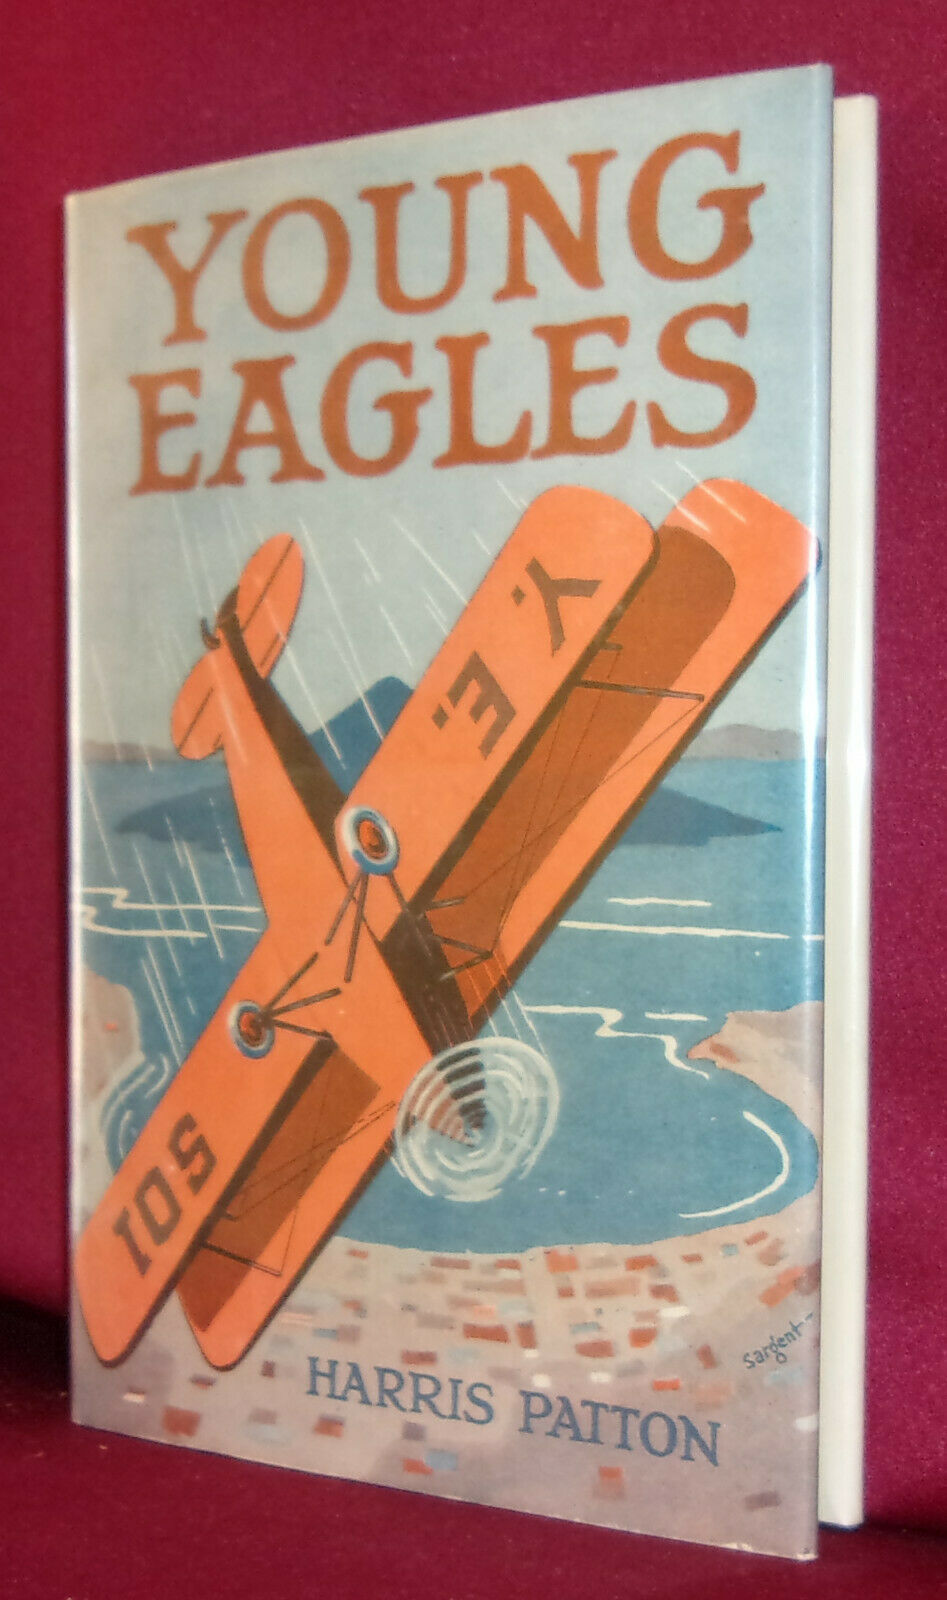 YOUNG
EAGLES
Y.E.
501
Sargent
HARRIS PATTON